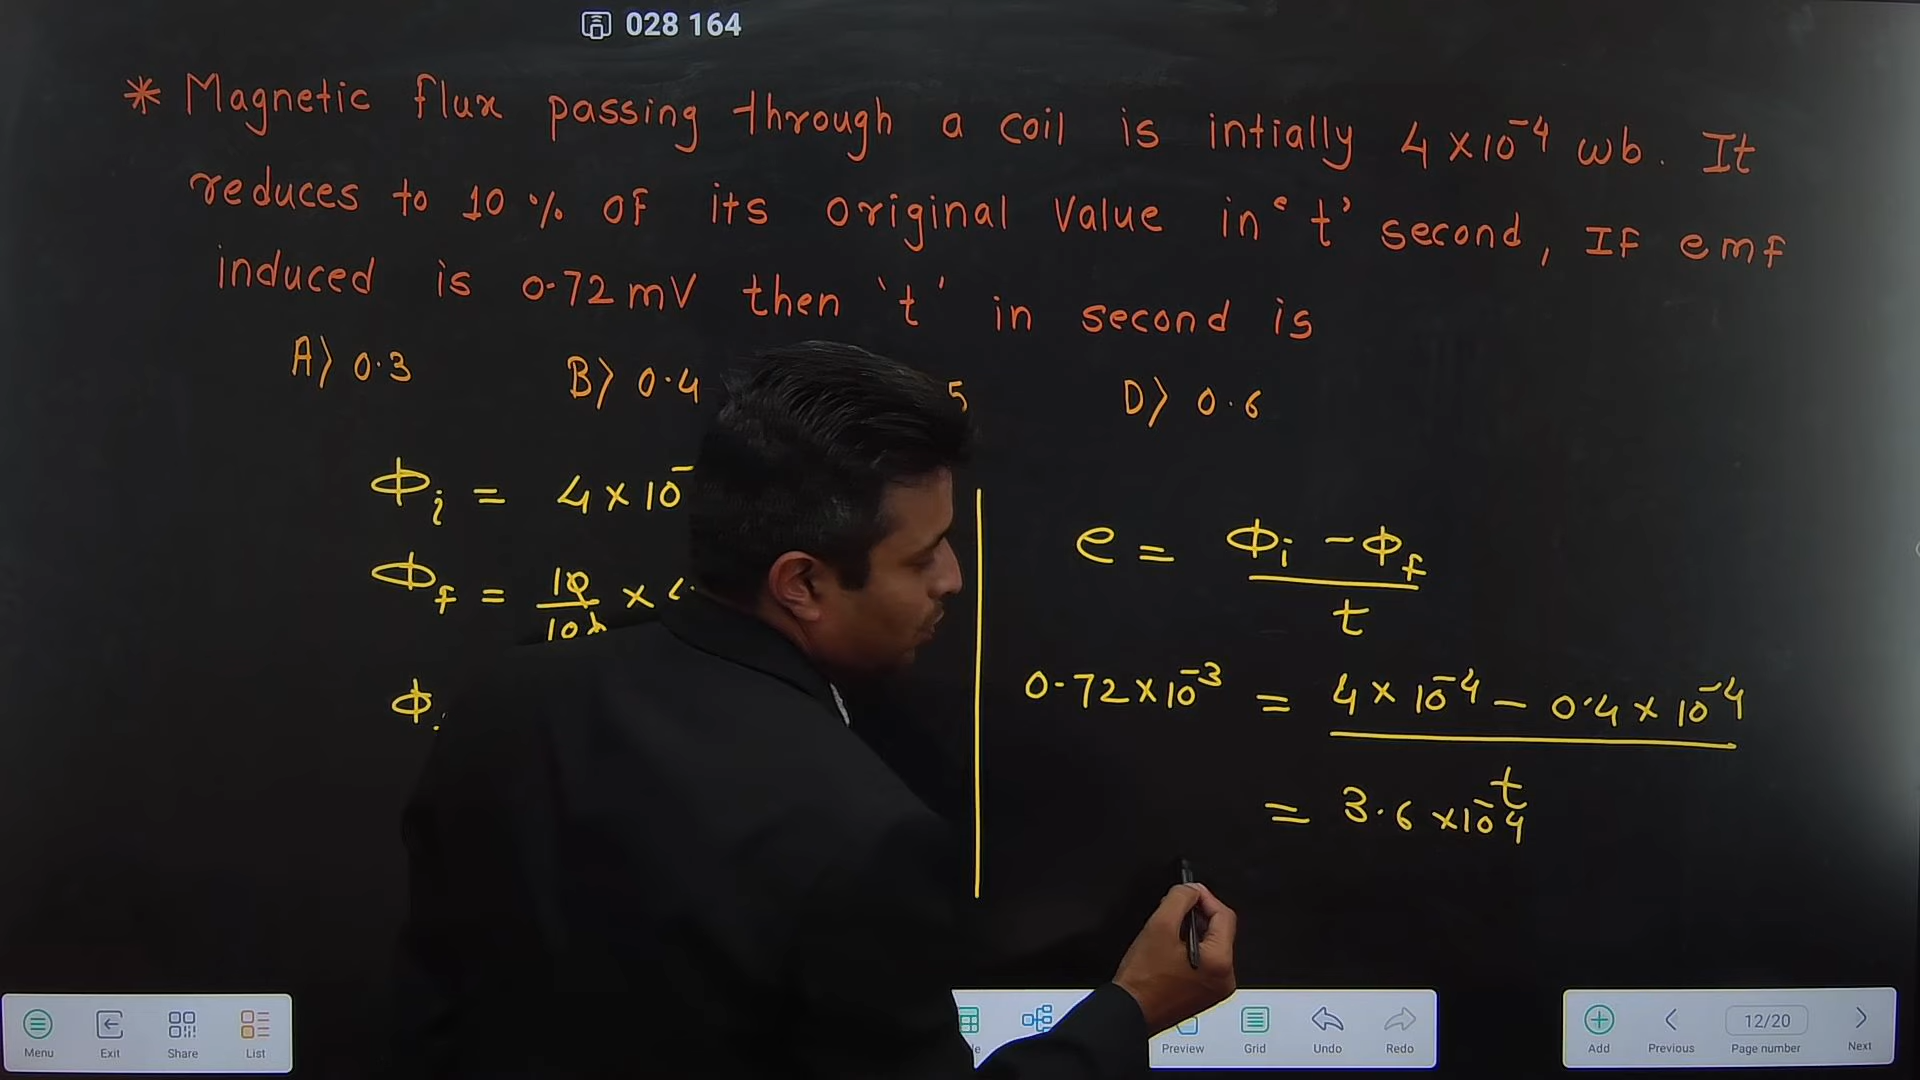 028 164
* Magnetic flux passing through a coil is intially 4 × 10⁻⁴ wb. It
reduces to 10 % of its original value in ‘t’ second, If emf
induced is 0.72 mV then ‘t’ in second is
A) 0.3 B) 0.4 5 D) 0.6
Φi = 4 × 10⁻
Φf = 10/10 ×
Φ
e = Φi − Φf / t
0.72 × 10⁻³ = 4 × 10⁻⁴ − 0.4 × 10⁻⁴ / t
= 3.6 × 10⁻⁴
Menu Exit Share List Preview Grid Undo Redo Add Previous 12/20 Page number Next